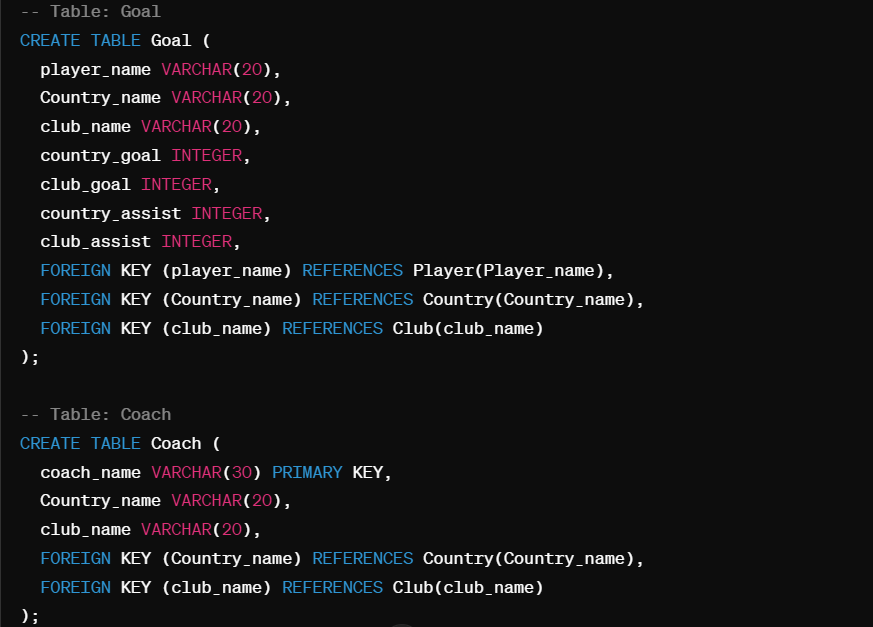 -- Table: Goal
CREATE TABLE Goal (
player_name VARCHAR(20),
Country_name VARCHAR(20),
club_name VARCHAR(20),
country_goal INTEGER,
club_goal INTEGER,
country_assist INTEGER,
club_assist INTEGER,
FOREIGN KEY (player_name) REFERENCES Player(Player_name),
FOREIGN KEY (Country_name) REFERENCES Country(Country_name),
FOREIGN KEY (club_name) REFERENCES Club(club_name)
);
-- Table: Coach
CREATE TABLE Coach (
coach_name VARCHAR(30) PRIMARY KEY,
Country_name VARCHAR(20),
club_name VARCHAR(20),
FOREIGN KEY (Country_name) REFERENCES Country(Country_name),
FOREIGN KEY (club_name) REFERENCES Club(club_name)
);